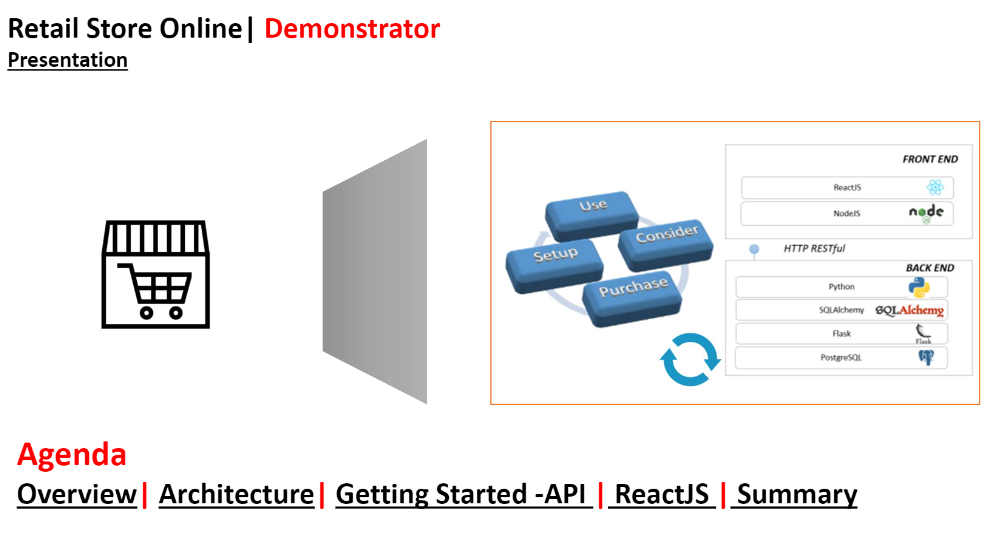 Retail Store Online| Demonstrator
Presentation
Use
Consider
Setup
Purchase
FRONT END
ReactJS
NodeJS node JS
HTTP RESTful
BACK END
Python
SQLAlchemy SQLAlchemy
Flask Flask
PostgreSQL
Agenda
Overview| Architecture| Getting Started -API | ReactJS | Summary